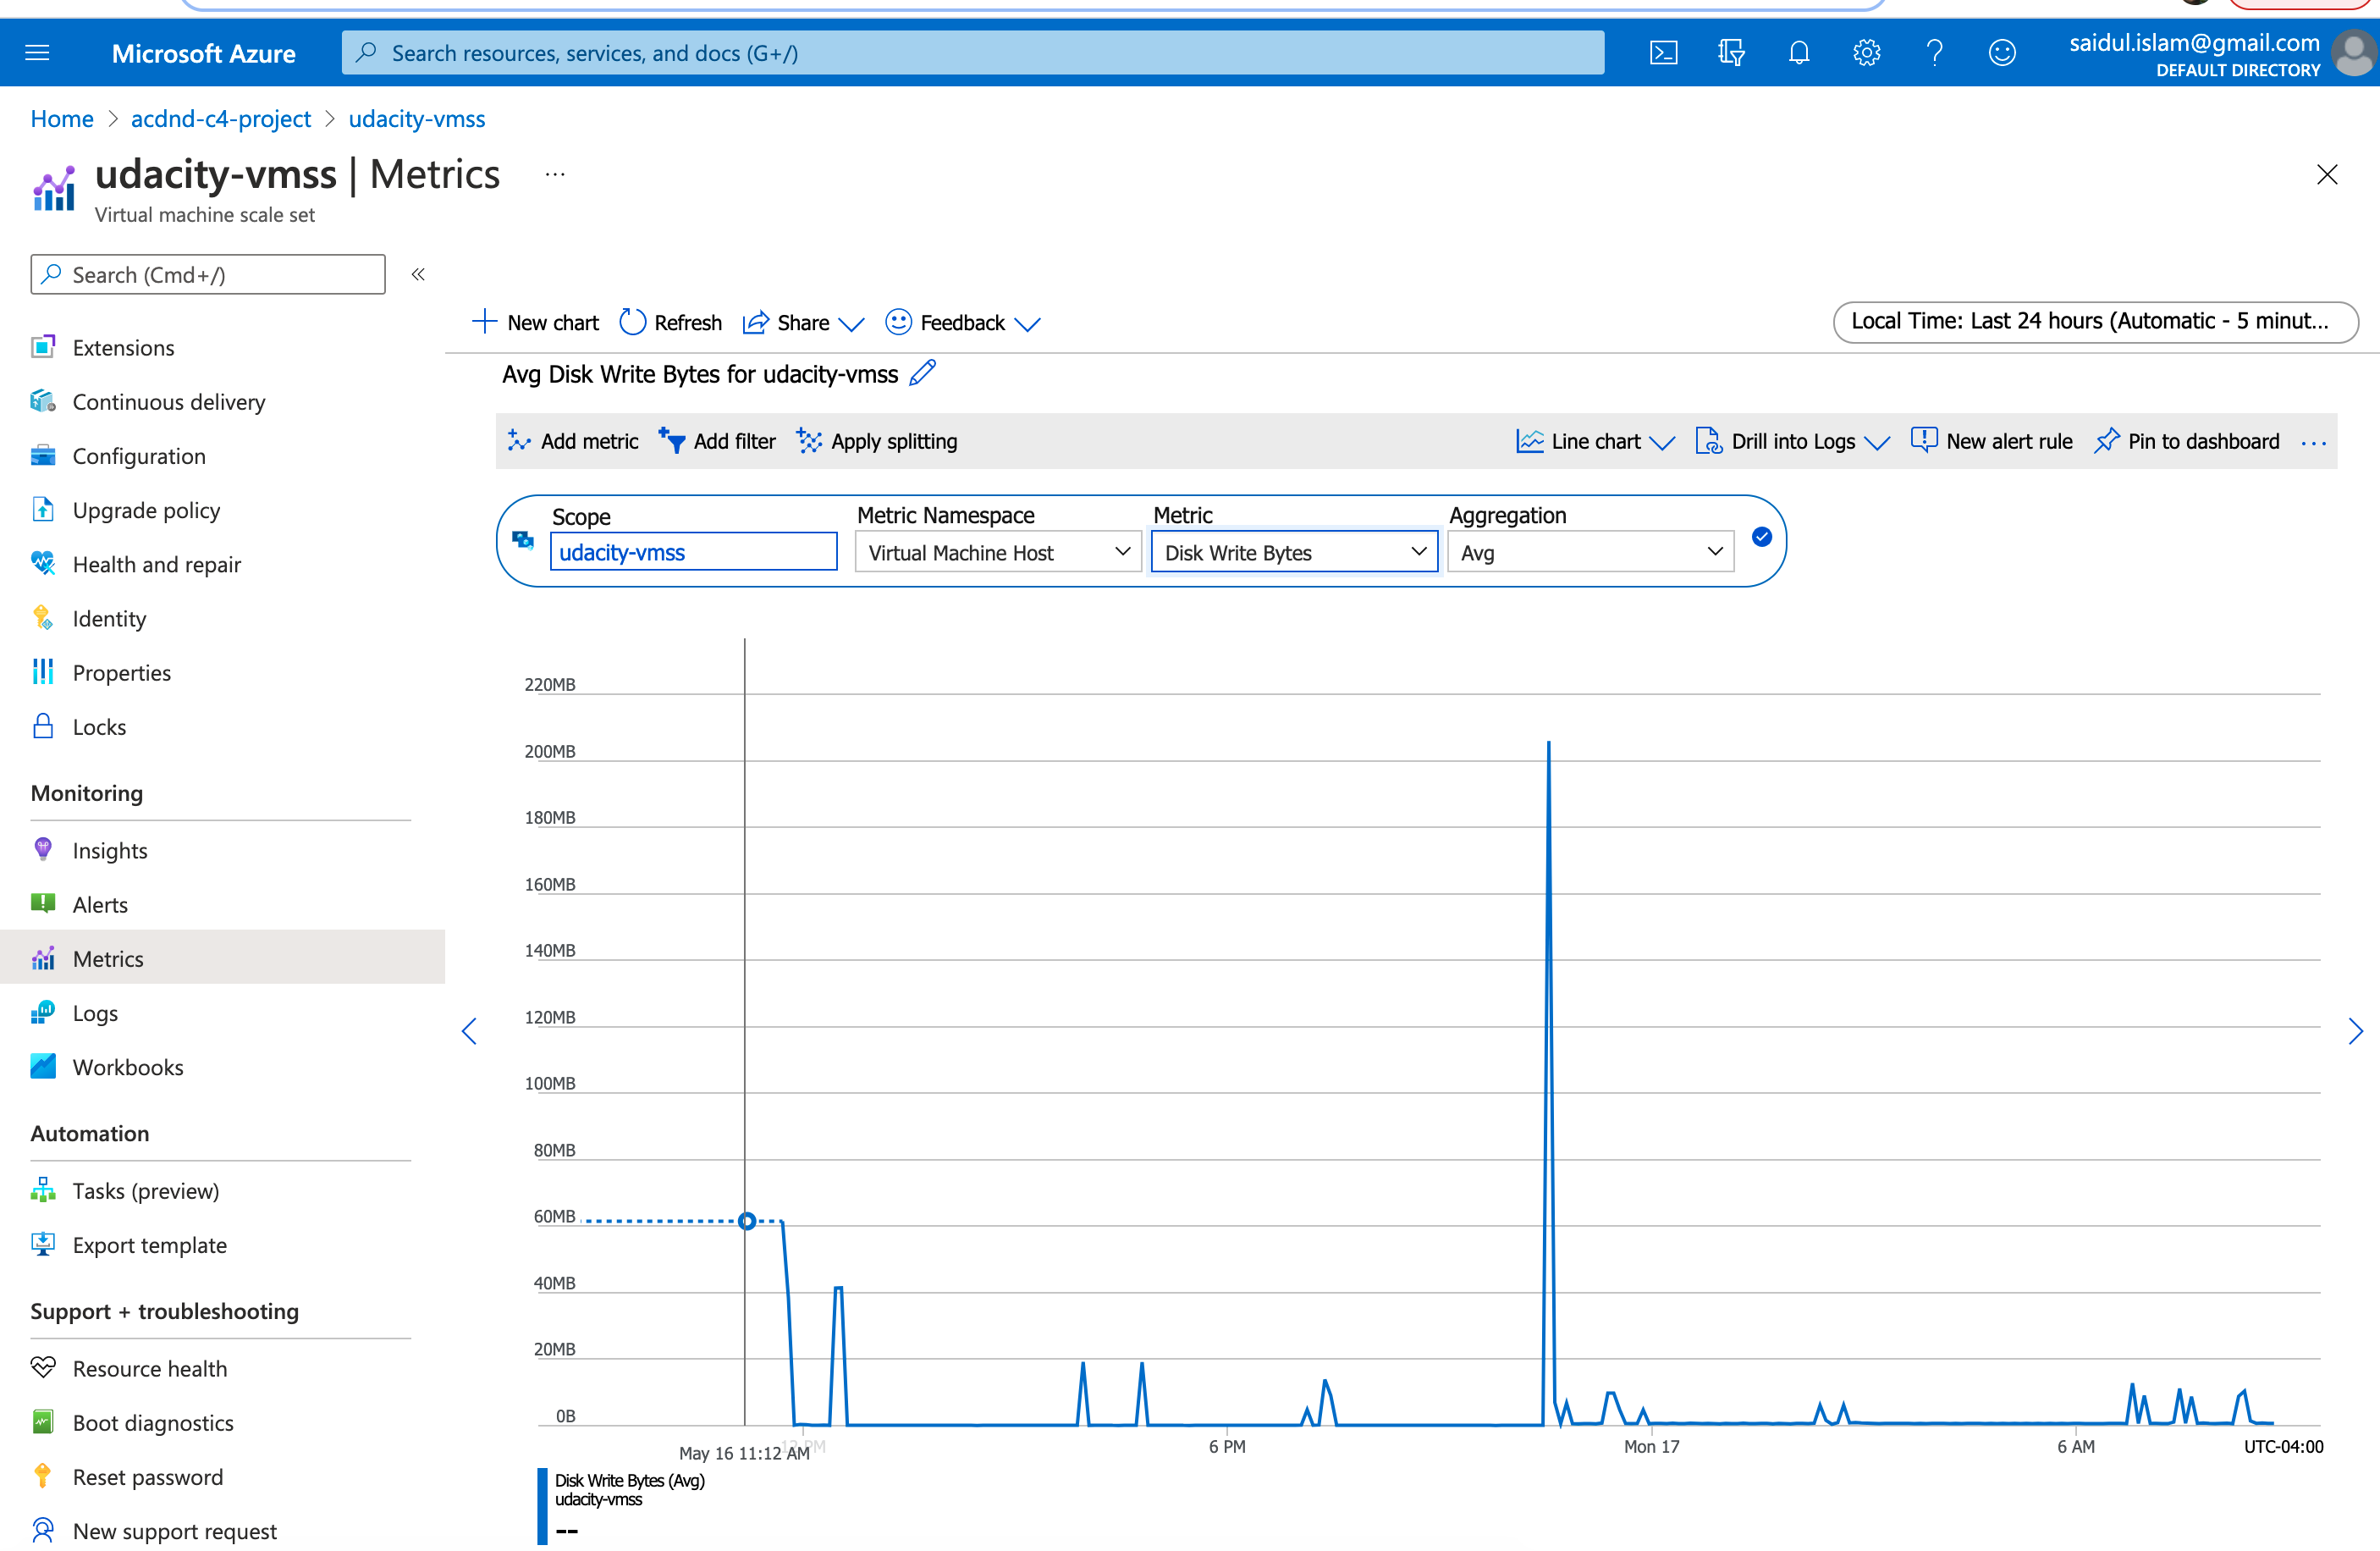 Microsoft Azure
Search resources, services, and docs (G+/)
saidul.islam@gmail.com
DEFAULT DIRECTORY
Home > acdnd-c4-project > udacity-vmss
udacity-vmss | Metrics ...
Virtual machine scale set
Search (Cmd+/)
«
Extensions
Continuous delivery
Configuration
Upgrade policy
Health and repair
Identity
Properties
Locks
Monitoring
Insights
Alerts
Metrics
Logs
Workbooks
Automation
Tasks (preview)
Export template
Support + troubleshooting
Resource health
Boot diagnostics
Reset password
New support request
New chart Refresh Share Feedback
Local Time: Last 24 hours (Automatic - 5 minut...
Avg Disk Write Bytes for udacity-vmss
Add metric Add filter Apply splitting
Line chart Drill into Logs New alert rule Pin to dashboard ...
Scope Metric Namespace Metric Aggregation
udacity-vmss Virtual Machine Host Disk Write Bytes Avg
220MB
200MB
180MB
160MB
140MB
120MB
100MB
80MB
60MB
40MB
20MB
0B
May 16 11:12 AM 12 PM 6 PM Mon 17 6 AM UTC-04:00
Disk Write Bytes (Avg)
udacity-vmss
--